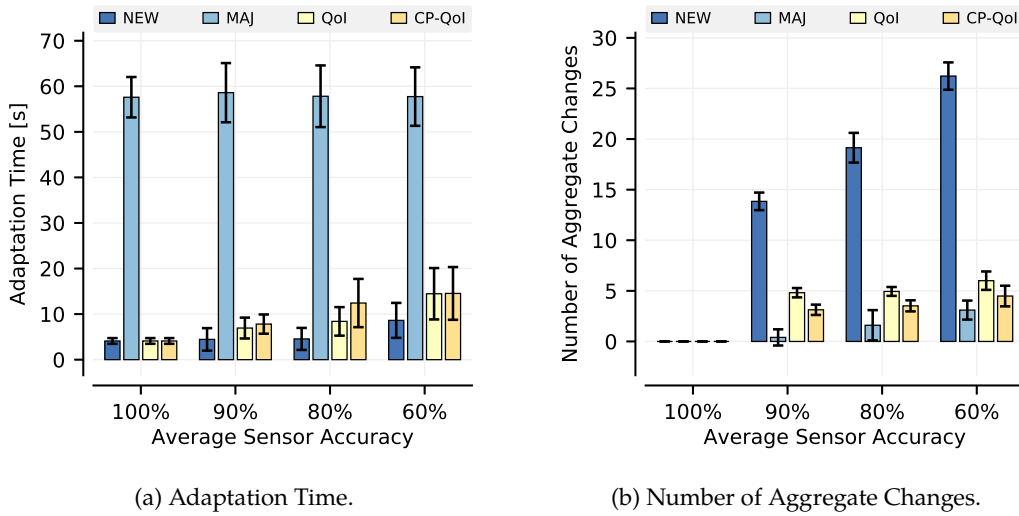 NEW MAJ QoI CP-QoI
70
60
50
40
30
20
10
0
Adaptation Time [s]
100% 90% 80% 60%
Average Sensor Accuracy
(a) Adaptation Time.
NEW MAJ QoI CP-QoI
30
25
20
15
10
5
0
Number of Aggregate Changes
100% 90% 80% 60%
Average Sensor Accuracy
(b) Number of Aggregate Changes.